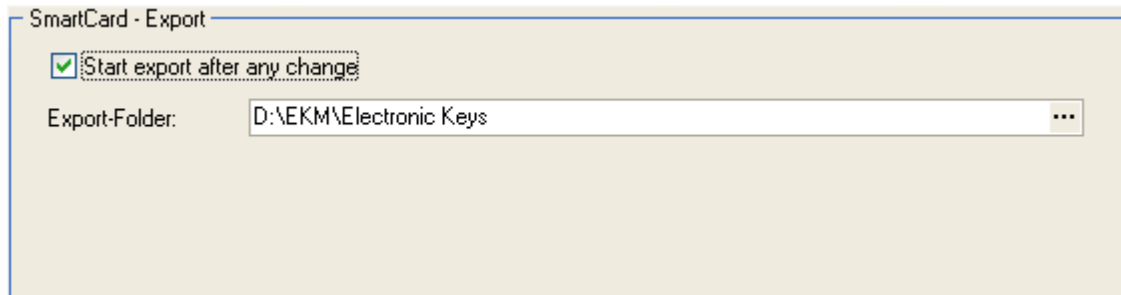 SmartCard - Export
Start export after any change
Export-Folder: D:\EKM\Electronic Keys ...